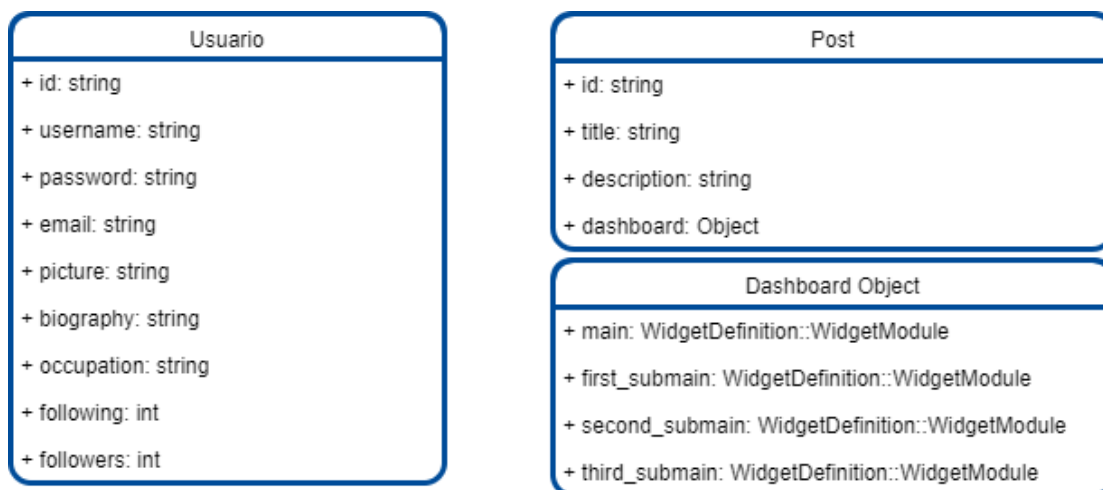 Usuario
+ id: string
+ username: string
+ password: string
+ email: string
+ picture: string
+ biography: string
+ occupation: string
+ following: int
+ followers: int
Post
+ id: string
+ title: string
+ description: string
+ dashboard: Object
Dashboard Object
+ main: WidgetDefinition::WidgetModule
+ first_submain: WidgetDefinition::WidgetModule
+ second_submain: WidgetDefinition::WidgetModule
+ third_submain: WidgetDefinition::WidgetModule